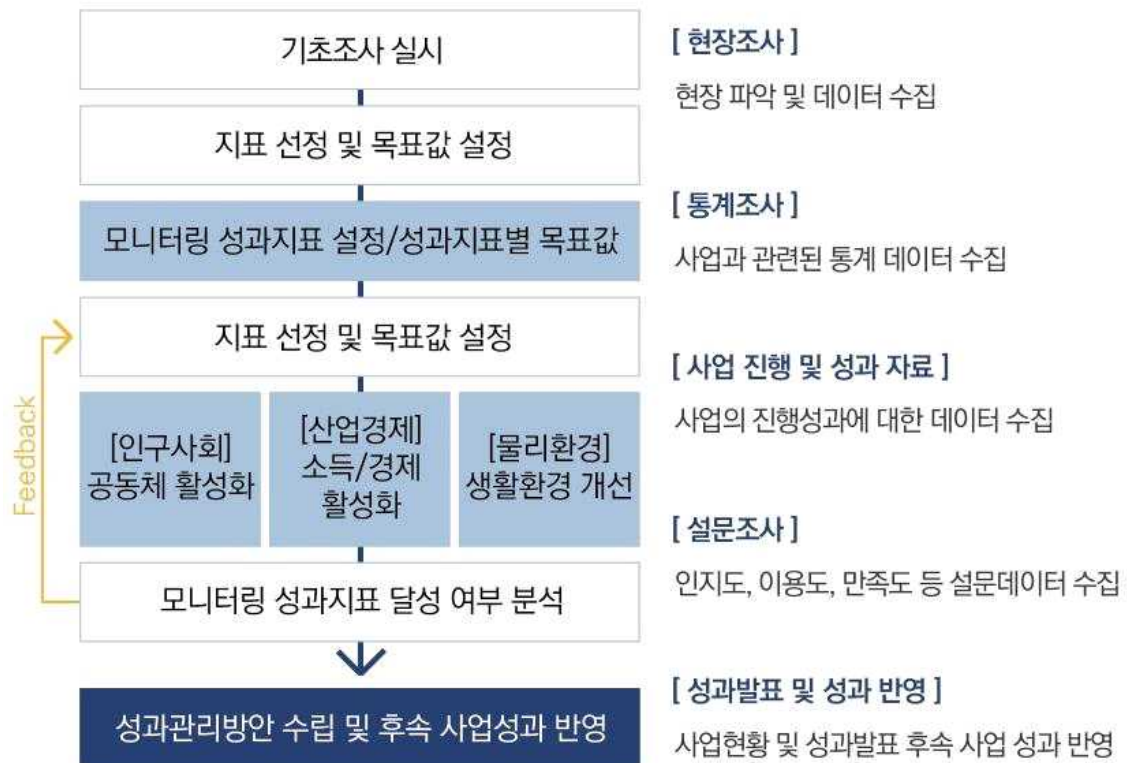 기초조사 실시
지표 선정 및 목표값 설정
모니터링 성과지표 설정/성과지표별 목표값
지표 선정 및 목표값 설정
Feedback
[인구사회]
공동체 활성화
[산업경제]
소득/경제
활성화
[물리환경]
생활환경 개선
모니터링 성과지표 달성 여부 분석
성과관리방안 수립 및 후속 사업성과 반영
[ 현장조사 ]
현장 파악 및 데이터 수집
[ 통계조사 ]
사업과 관련된 통계 데이터 수집
[ 사업 진행 및 성과 자료 ]
사업의 진행성과에 대한 데이터 수집
[ 설문조사 ]
인지도, 이용도, 만족도 등 설문데이터 수집
[ 성과발표 및 성과 반영 ]
사업현황 및 성과발표 후속 사업 성과 반영